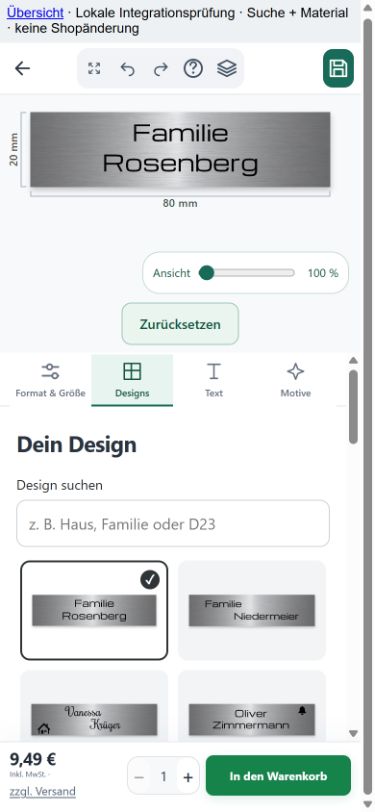 Übersicht · Lokale Integrationsprüfung · Suche + Material
· keine Shopänderung
Familie
Rosenberg
20 mm
80 mm
Ansicht 100 %
Zurücksetzen
Format & Größe Designs Text Motive
Dein Design
Design suchen
z. B. Haus, Familie oder D23
Familie
Rosenberg
Familie
Niedermeier
Vanessa
Krüger
Oliver
Zimmermann
9,49 €
Inkl. MwSt. ·
zzgl. Versand
− 1 +
In den Warenkorb